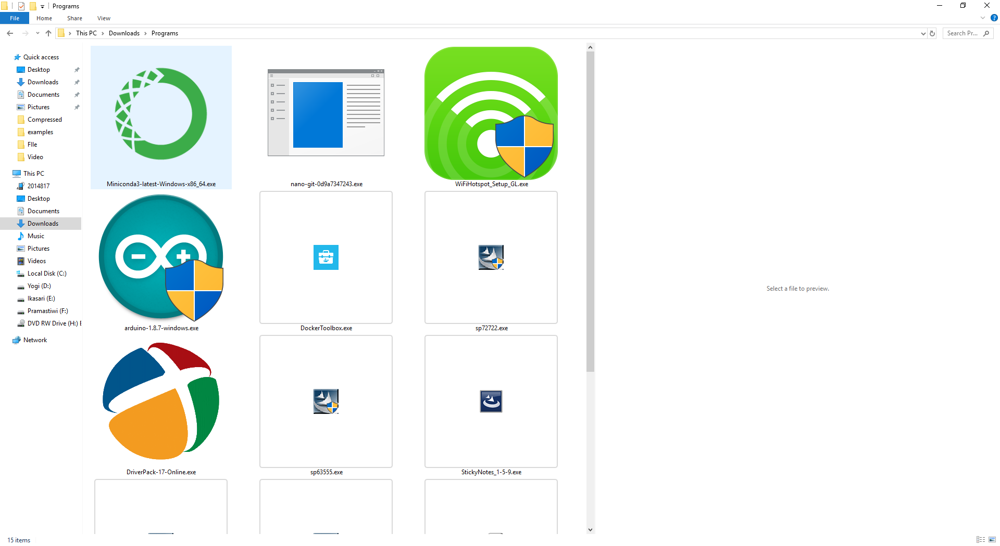 Programs
File Home Share View
This PC Downloads Programs
Search Pr...
Quick access
Desktop
Downloads
Documents
Pictures
Compressed
examples
FIle
Video
This PC
2014817
Desktop
Documents
Downloads
Music
Pictures
Videos
Local Disk (C:)
Yogi (D:)
Ikasari (E:)
Pramastiwi (F:)
DVD RW Drive (H:) E
Network
Miniconda3-latest-Windows-x86_64.exe
nano-git-0d9a7347243.exe
WiFiHotspot_Setup_GL.exe
arduino-1.8.7-windows.exe
DockerToolbox.exe
sp72722.exe
DriverPack-17-Online.exe
sp63555.exe
StickyNotes_1-5-9.exe
Select a file to preview.
15 items